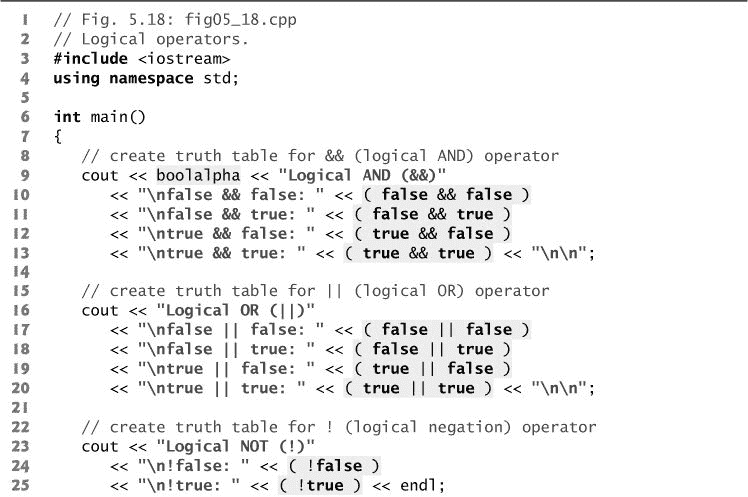 1 // Fig. 5.18: fig05_18.cpp
2 // Logical operators.
3 #include <iostream>
4 using namespace std;
5
6 int main()
7 {
8 // create truth table for && (logical AND) operator
9 cout << boolalpha << "Logical AND (&&)"
10 << "\nfalse && false: " << ( false && false )
11 << "\nfalse && true: " << ( false && true )
12 << "\ntrue && false: " << ( true && false )
13 << "\ntrue && true: " << ( true && true ) << "\n\n";
14
15 // create truth table for || (logical OR) operator
16 cout << "Logical OR (||)"
17 << "\nfalse || false: " << ( false || false )
18 << "\nfalse || true: " << ( false || true )
19 << "\ntrue || false: " << ( true || false )
20 << "\ntrue || true: " << ( true || true ) << "\n\n";
21
22 // create truth table for ! (logical negation) operator
23 cout << "Logical NOT (!)"
24 << "\n!false: " << ( !false )
25 << "\n!true: " << ( !true ) << endl;